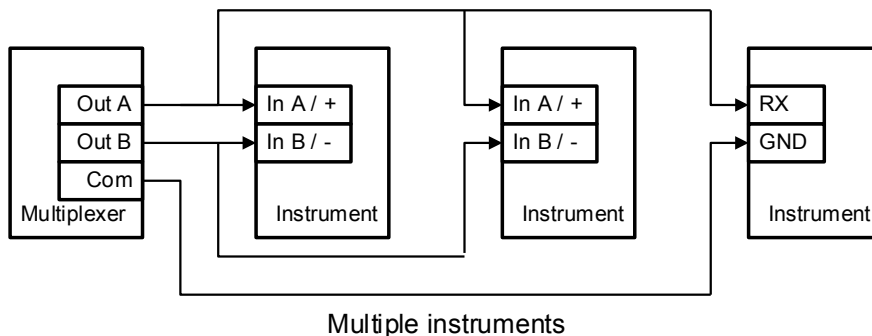 Out A
Out B
Com
Multiplexer
In A / +
In B / -
Instrument
In A / +
In B / -
Instrument
RX
GND
Instrument
Multiple instruments